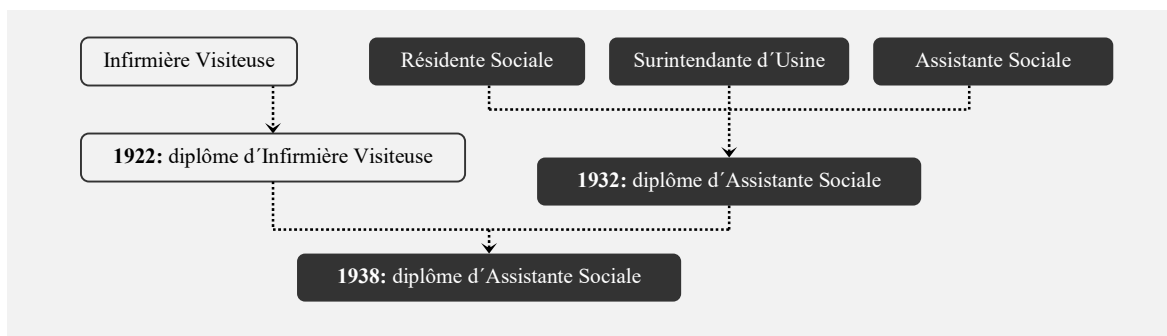 Infirmière Visiteuse
Résidente Sociale
Surintendante d´Usine
Assistante Sociale
1922: diplôme d´Infirmière Visiteuse
1932: diplôme d´Assistante Sociale
1938: diplôme d´Assistante Sociale